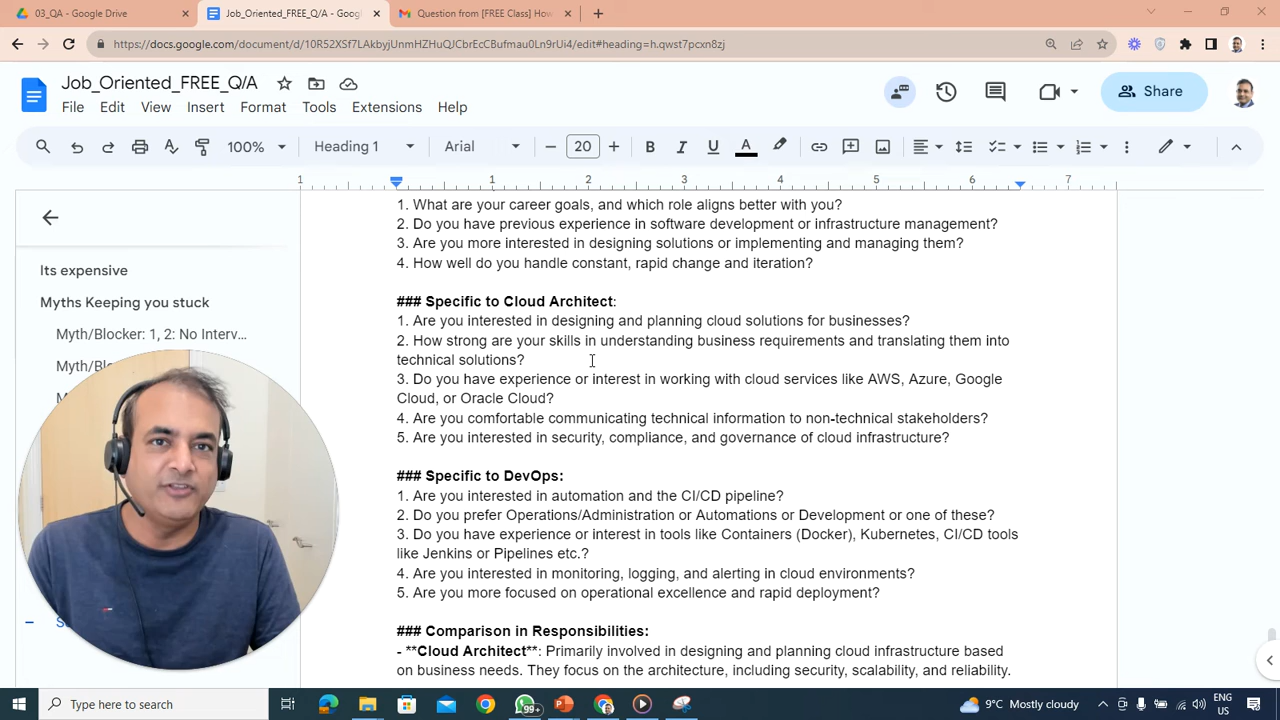 03_QA - Google Drive
Job_Oriented_FREE_Q/A - Goog
Question from [FREE Class] How
https://docs.google.com/document/d/10R52XSf7LAkbyjUnmHZHuQJCbrEcCBufmau0Ln9rUi4/edit#heading=h.qwst7pcxn8zj
Job_Oriented_FREE_Q/A
File Edit View Insert Format Tools Extensions Help
Share
100% Heading 1 Arial 20 B I U A
1 1 2 3 4 5 6 7
Its expensive
Myths Keeping you stuck
Myth/Blocker: 1, 2: No Interv...
1. What are your career goals, and which role aligns better with you?
2. Do you have previous experience in software development or infrastructure management?
3. Are you more interested in designing solutions or implementing and managing them?
4. How well do you handle constant, rapid change and iteration?
### Specific to Cloud Architect:
1. Are you interested in designing and planning cloud solutions for businesses?
2. How strong are your skills in understanding business requirements and translating them into
technical solutions?
3. Do you have experience or interest in working with cloud services like AWS, Azure, Google
Cloud, or Oracle Cloud?
4. Are you comfortable communicating technical information to non-technical stakeholders?
5. Are you interested in security, compliance, and governance of cloud infrastructure?
### Specific to DevOps:
1. Are you interested in automation and the CI/CD pipeline?
2. Do you prefer Operations/Administration or Automations or Development or one of these?
3. Do you have experience or interest in tools like Containers (Docker), Kubernetes, CI/CD tools
like Jenkins or Pipelines etc.?
4. Are you interested in monitoring, logging, and alerting in cloud environments?
5. Are you more focused on operational excellence and rapid deployment?
### Comparison in Responsibilities:
- **Cloud Architect**: Primarily involved in designing and planning cloud infrastructure based
on business needs. They focus on the architecture, including security, scalability, and reliability.
Type here to search
99+
9°C Mostly cloudy
ENG
US